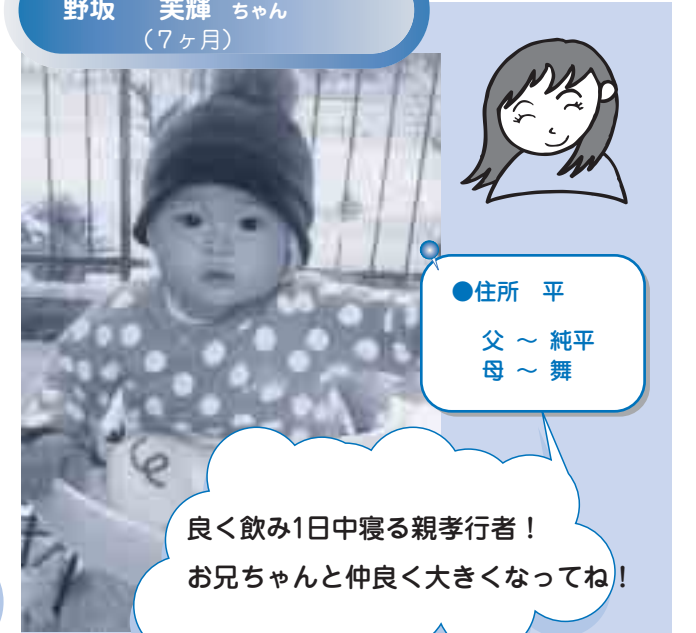 野坂　芙輝 ちゃん
（7ヶ月）
●住所　平
父 〜 純平
母 〜 舞
良く飲み1日中寝る親孝行者！
お兄ちゃんと仲良く大きくなってね！